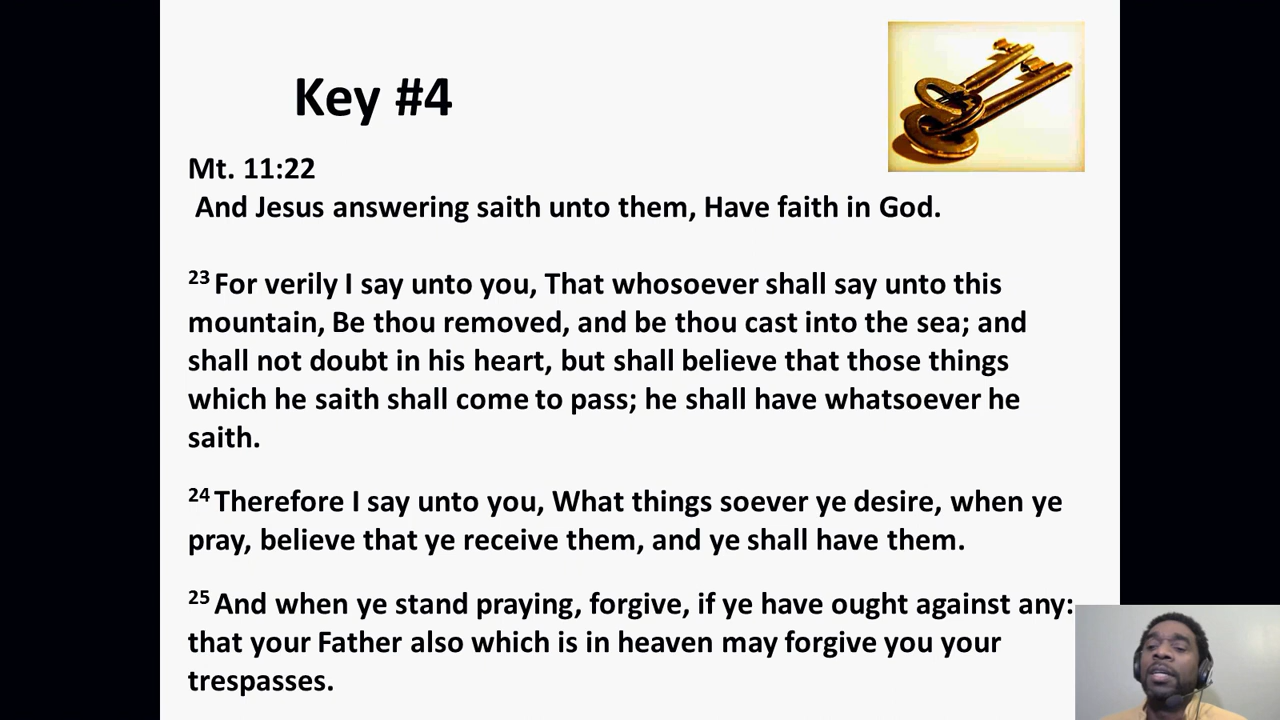 Key #4
Mt. 11:22
And Jesus answering saith unto them, Have faith in God.
23 For verily I say unto you, That whosoever shall say unto this
mountain, Be thou removed, and be thou cast into the sea; and
shall not doubt in his heart, but shall believe that those things
which he saith shall come to pass; he shall have whatsoever he
saith.
24 Therefore I say unto you, What things soever ye desire, when ye
pray, believe that ye receive them, and ye shall have them.
25 And when ye stand praying, forgive, if ye have ought against any:
that your Father also which is in heaven may forgive you your
trespasses.